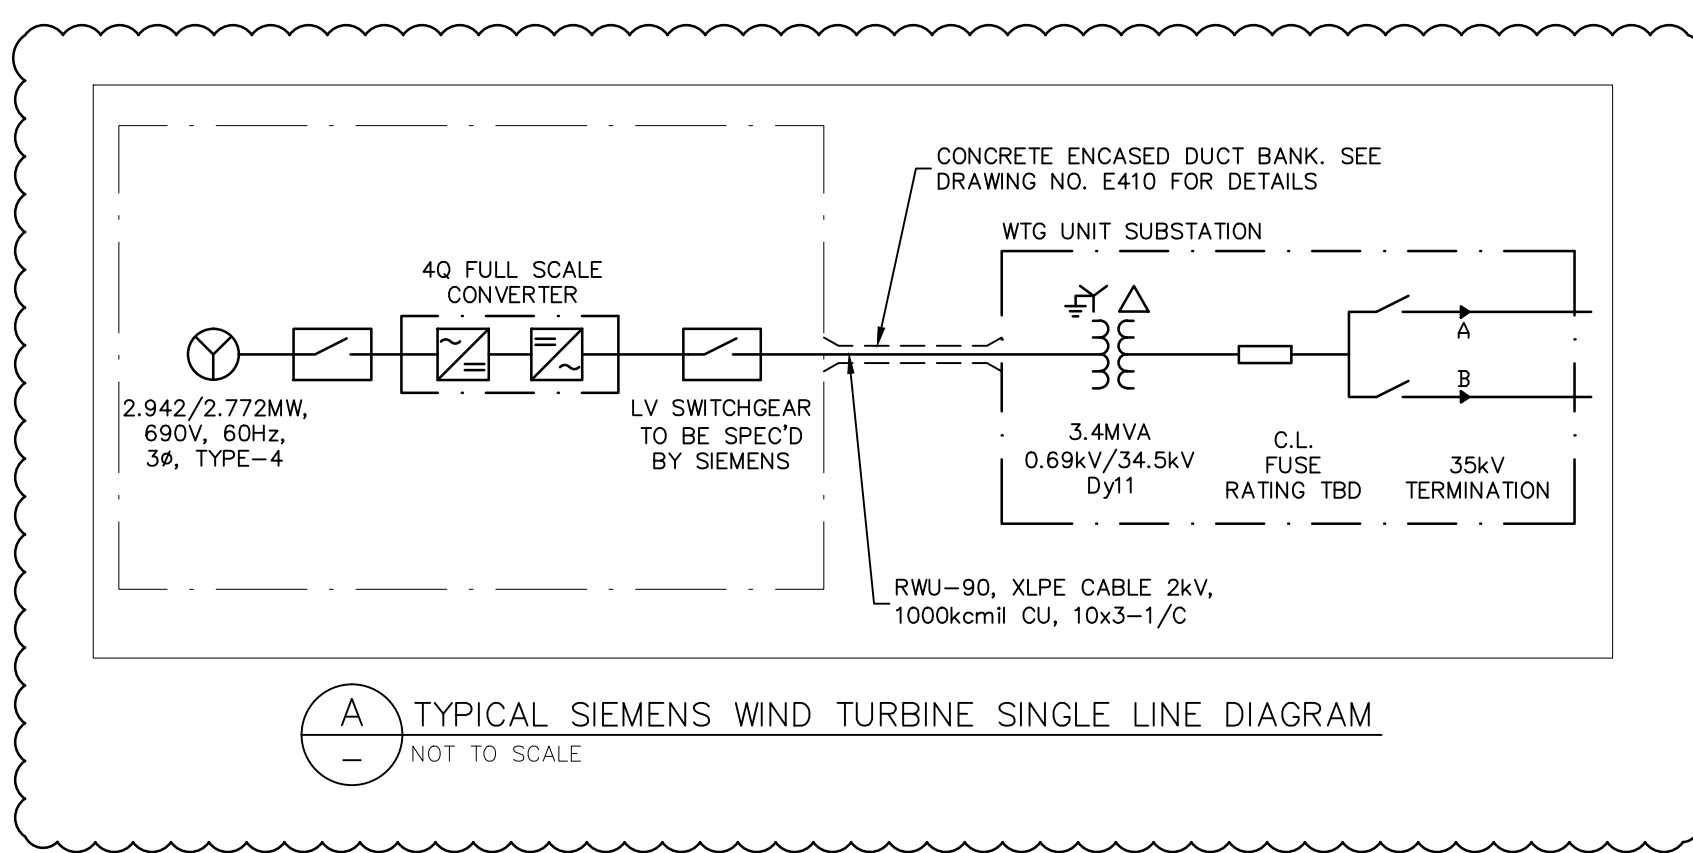 CONCRETE ENCASED DUCT BANK. SEE
DRAWING NO. E410 FOR DETAILS
WTG UNIT SUBSTATION
4Q FULL SCALE
CONVERTER
A
B
2.942/2.772MW,
690V, 60Hz,
3ø, TYPE-4
LV SWITCHGEAR
TO BE SPEC'D
BY SIEMENS
3.4MVA
0.69kV/34.5kV
Dy11
C.L.
FUSE
RATING TBD
35kV
TERMINATION
RWU-90, XLPE CABLE 2kV,
1000kcmil CU, 10x3-1/C
A
–
TYPICAL SIEMENS WIND TURBINE SINGLE LINE DIAGRAM
NOT TO SCALE